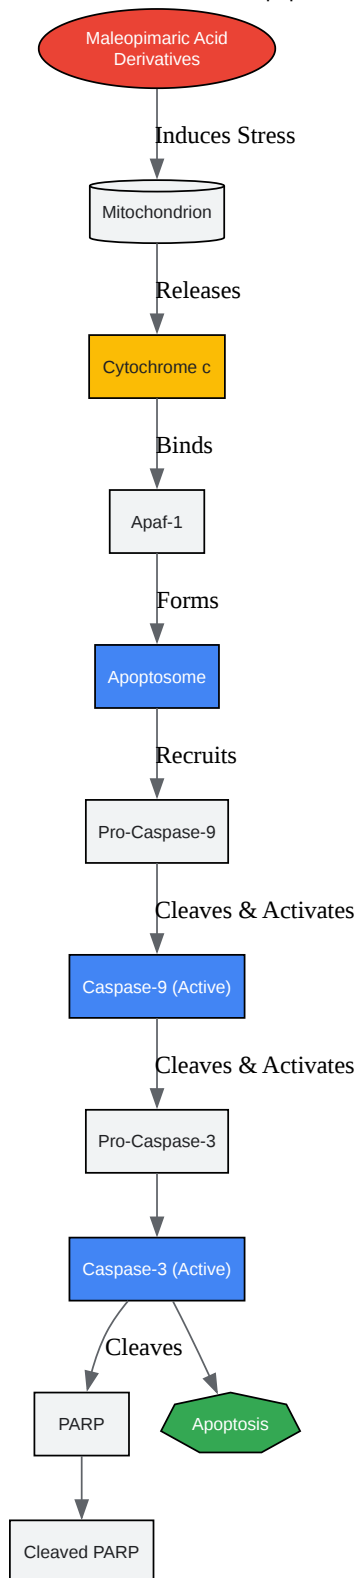 Maleopimaric Acid
Derivatives
Induces Stress
Mitochondrion
Releases
Cytochrome c
Binds
Apaf-1
Forms
Apoptosome
Recruits
Pro-Caspase-9
Cleaves & Activates
Caspase-9 (Active)
Cleaves & Activates
Pro-Caspase-3
Caspase-3 (Active)
Cleaves
PARP
Apoptosis
Cleaved PARP